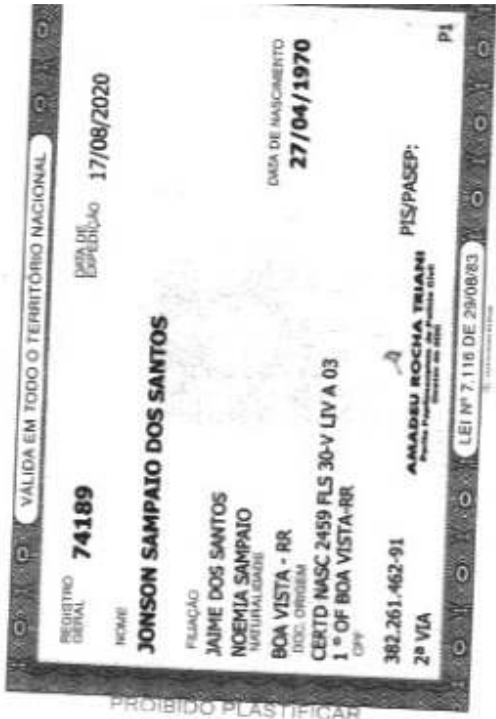 VÁLIDA EM TODO O TERRITÓRIO NACIONAL
REGISTRO GERAL 74189
DATA DE EXPEDIÇÃO 17/08/2020
NOME
JONSON SAMPAIO DOS SANTOS
FILIAÇÃO
JAIME DOS SANTOS
NOEMIA SAMPAIO
NATURALIDADE
DATA DE NASCIMENTO
BOA VISTA - RR
27/04/1970
DOC. ORIGEM
CERTD NASC 2459 FLS 30-V LIV A 03
1 º OF BOA VISTA-RR
CPF
382.261.462-91
PIS/PASEP:
2ª VIA
AMADEU ROCHA TRIANI
P1
LEI Nº 7.116 DE 29/08/83
PROIBIDO PLASTIFICAR